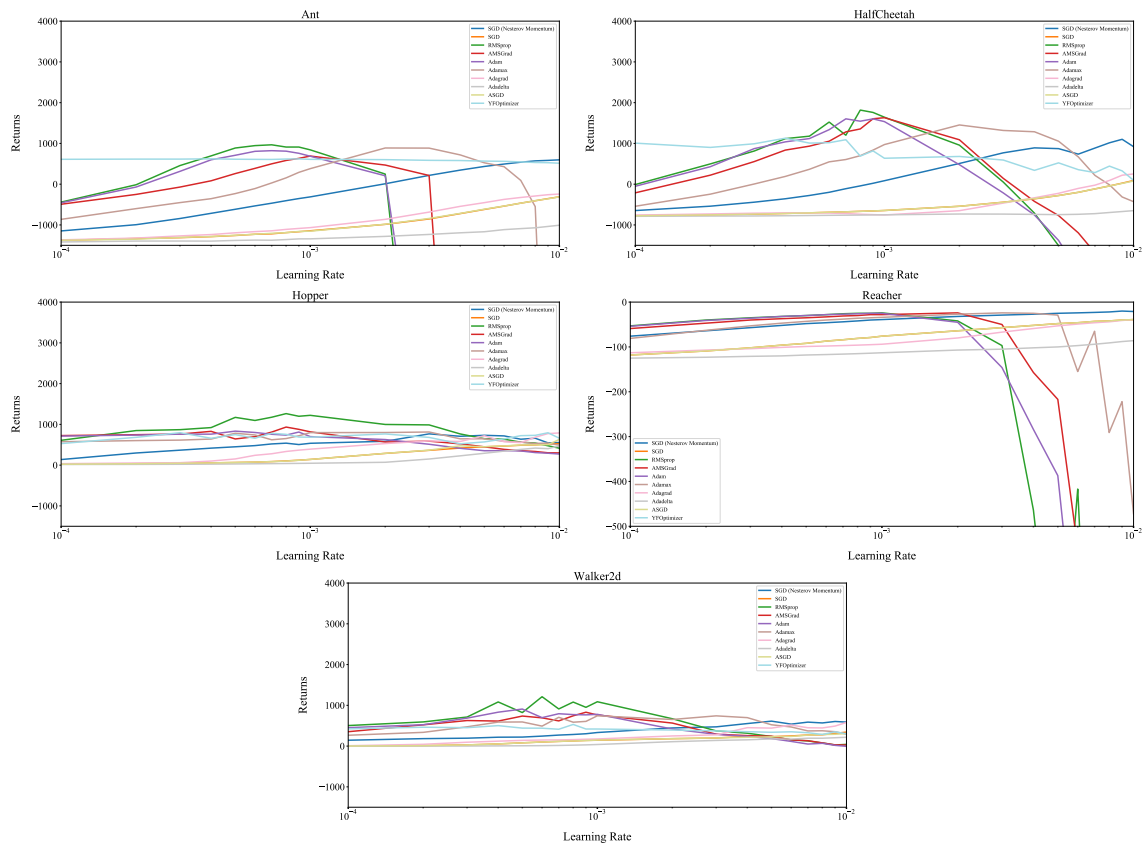 Ant
4000
3000
2000
1000
0
−1000
Returns
10⁻⁴
10⁻³
10⁻²
Learning Rate
SGD (Nesterov Momentum)
SGD
RMSprop
AMSGrad
Adam
Adamax
Adagrad
Adadelta
ASGD
YFOptimizer
HalfCheetah
4000
3000
2000
1000
0
−1000
Returns
10⁻⁴
10⁻³
10⁻²
Learning Rate
SGD (Nesterov Momentum)
SGD
RMSprop
AMSGrad
Adam
Adamax
Adagrad
Adadelta
ASGD
YFOptimizer
Hopper
4000
3000
2000
1000
0
−1000
Returns
10⁻⁴
10⁻³
10⁻²
Learning Rate
SGD (Nesterov Momentum)
SGD
RMSprop
AMSGrad
Adam
Adamax
Adagrad
Adadelta
ASGD
YFOptimizer
Reacher
0
−100
−200
−300
−400
−500
Returns
10⁻⁴
10⁻³
10⁻²
Learning Rate
SGD (Nesterov Momentum)
SGD
RMSprop
AMSGrad
Adam
Adamax
Adagrad
Adadelta
ASGD
YFOptimizer
Walker2d
4000
3000
2000
1000
0
−1000
Returns
10⁻⁴
10⁻³
10⁻²
Learning Rate
SGD (Nesterov Momentum)
SGD
RMSprop
AMSGrad
Adam
Adamax
Adagrad
Adadelta
ASGD
YFOptimizer